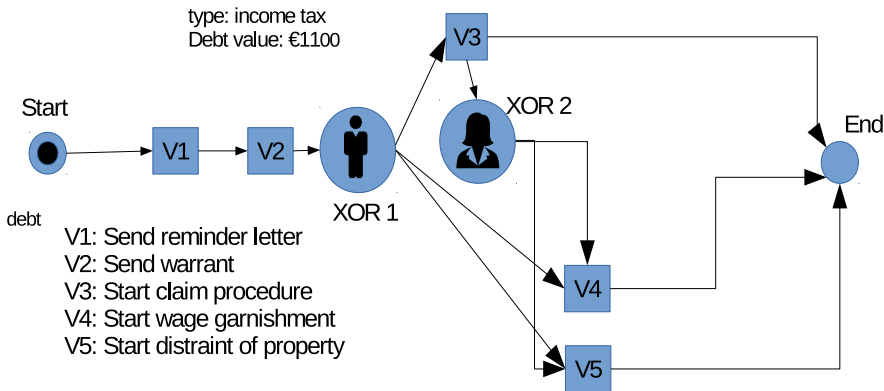 type: income tax
Debt value: €1100
V3
XOR 2
Start
End
V1
V2
XOR 1
debt
V1: Send reminder letter
V2: Send warrant
V3: Start claim procedure
V4: Start wage garnishment
V5: Start distraint of property
V4
V5